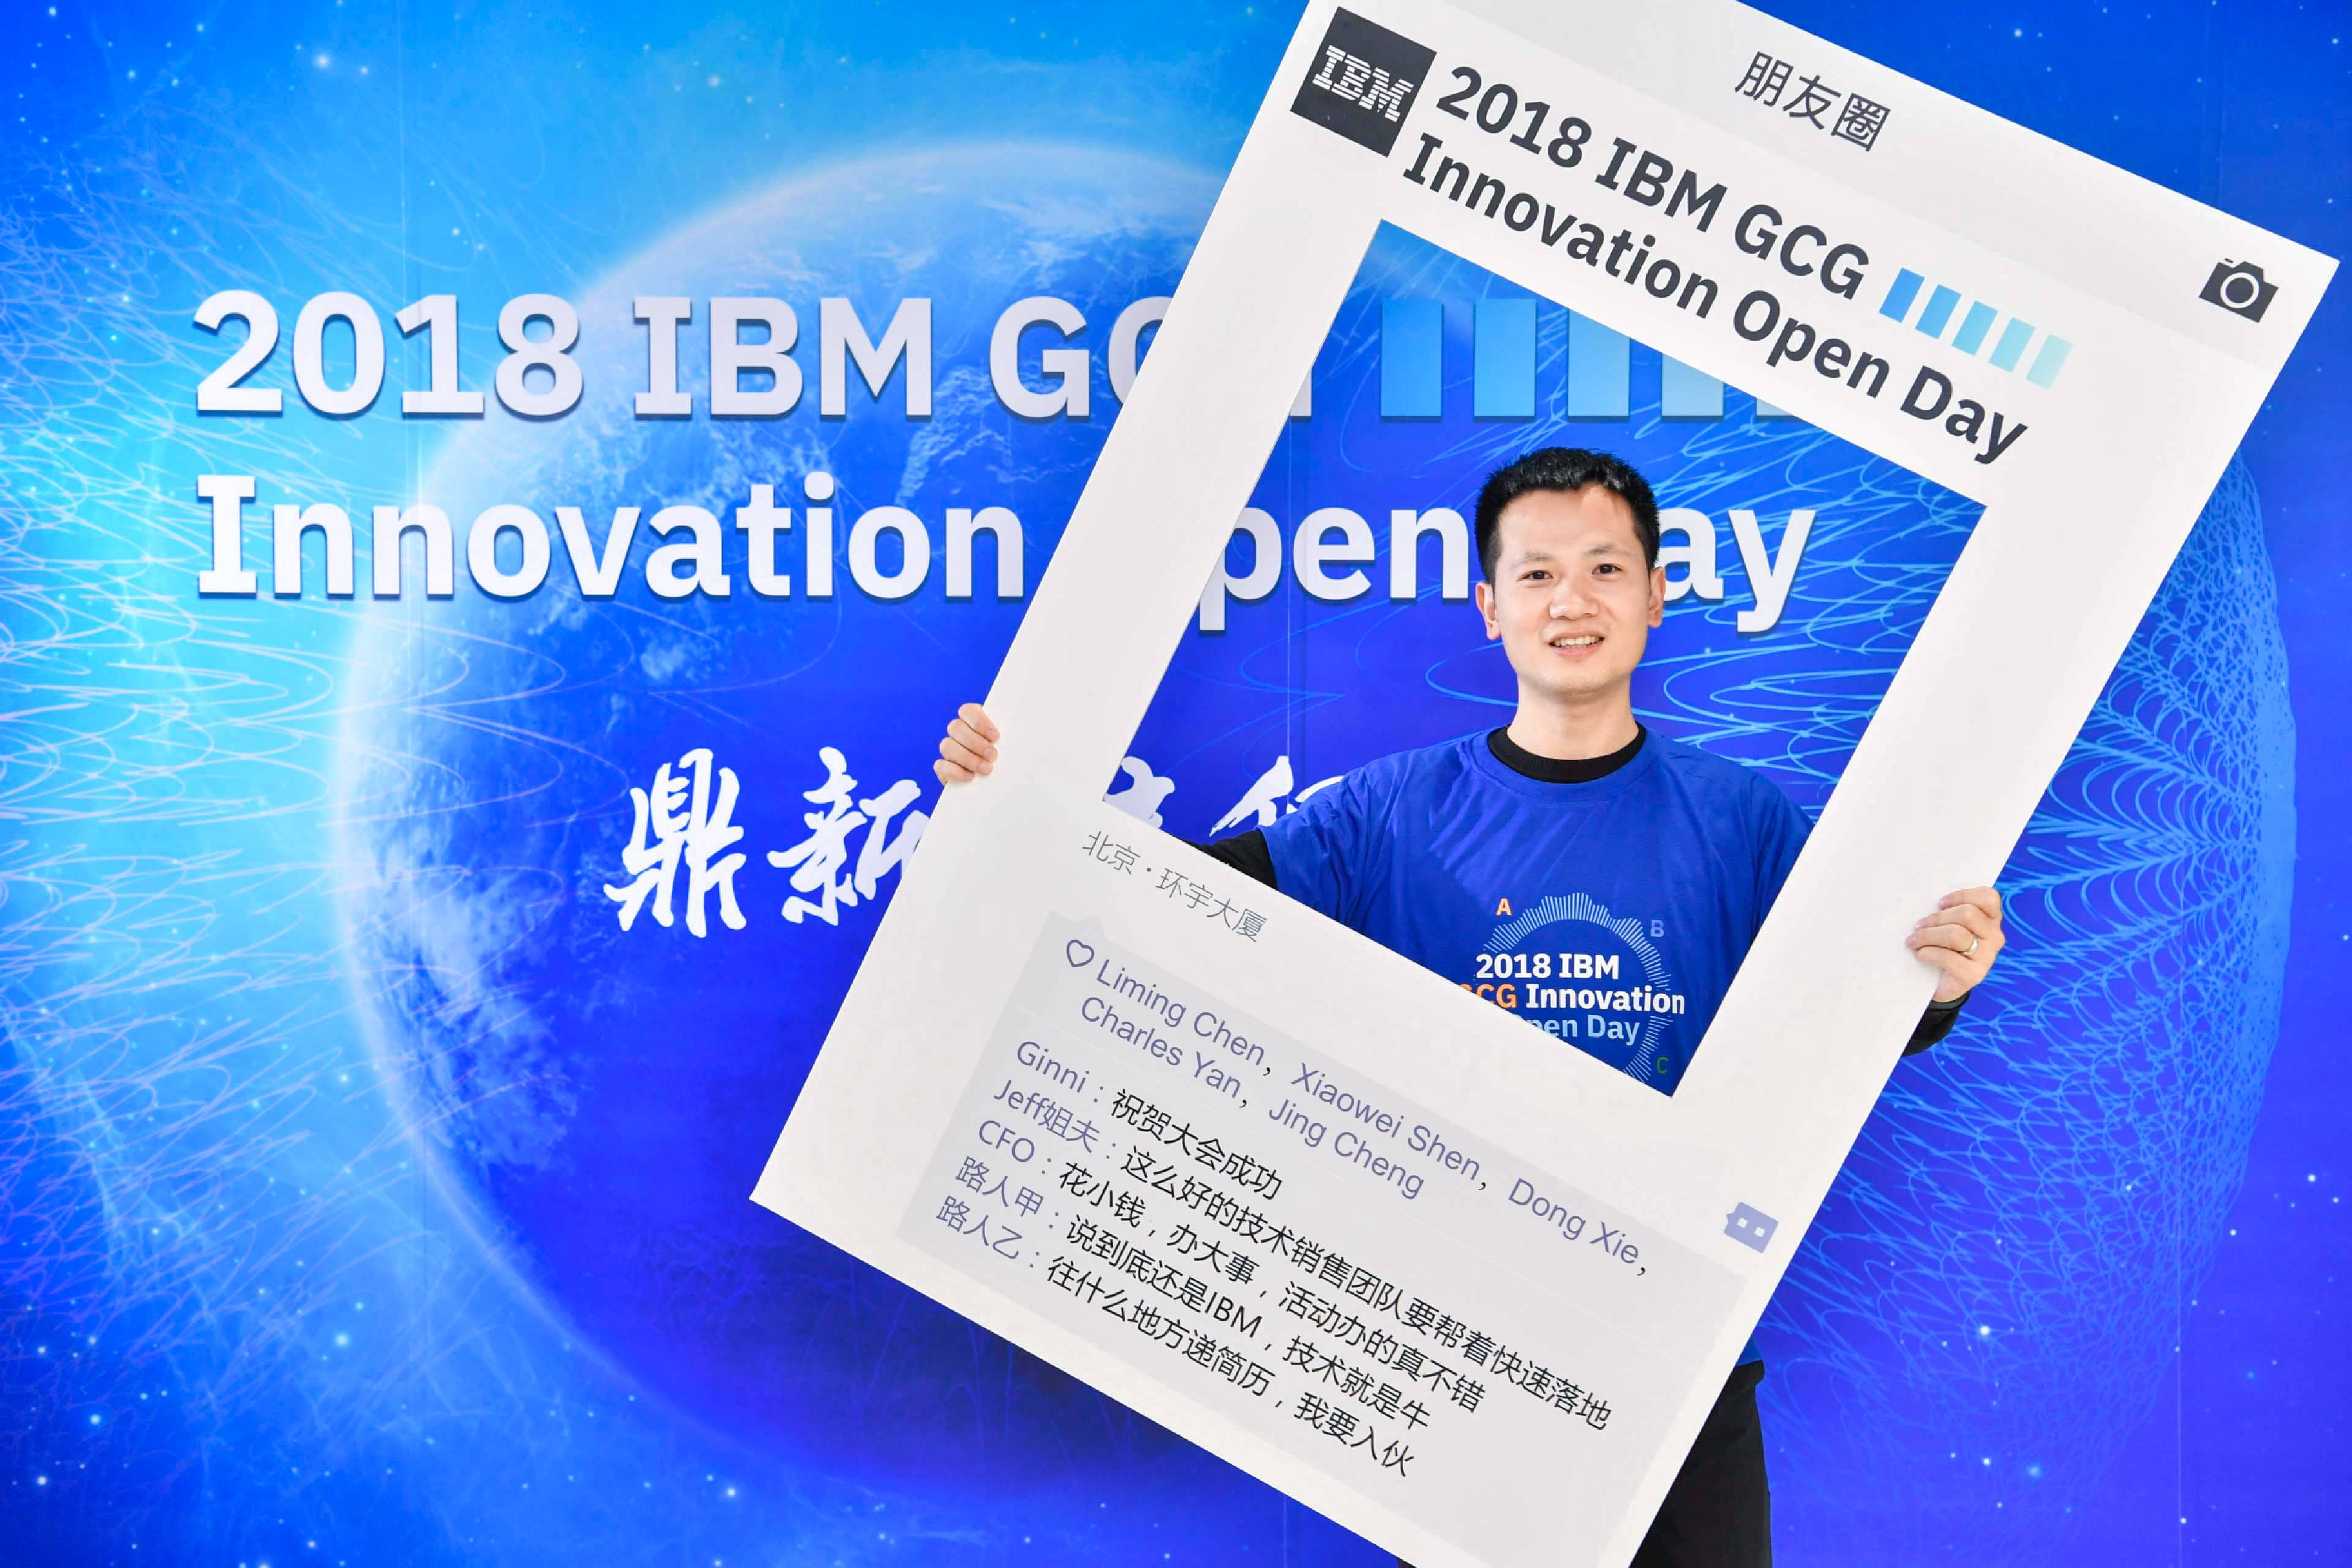 2018 IBM
Innovation
pen
ay
鼎新
朋友圈
IBM
2018 IBM GCG
Innovation Open Day
A
B
2018 IBM
GCG Innovation
Open Day
C
北京·环宇大厦
Liming Chen，Xiaowei Shen，Dong Xie，
Charles Yan，Jing Cheng
Ginni：祝贺大会成功
Jeff姐夫：这么好的技术销售团队要帮着快速落地
CFO：花小钱，办大事，活动办的真不错
路人甲：说到底还是IBM，技术就是牛
路人乙：往什么地方递简历，我要入伙